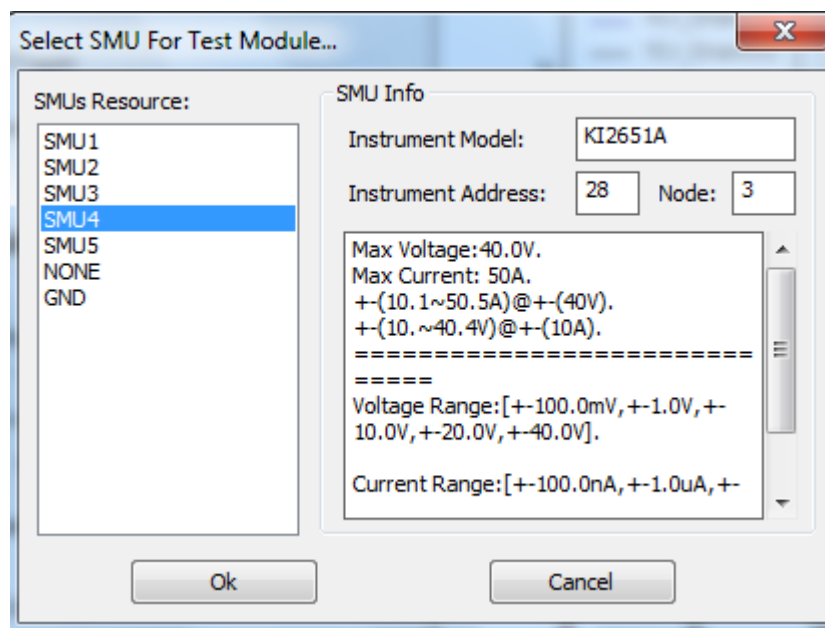 Select SMU For Test Module...
SMUs Resource:
SMU1
SMU2
SMU3
SMU4
SMU5
NONE
GND
SMU Info
Instrument Model: KI2651A
Instrument Address: 28 Node: 3
Max Voltage:40.0V.
Max Current: 50A.
+-(10.1~50.5A)@+-(40V).
+-(10.~40.4V)@+-(10A).
=========================
=====
Voltage Range:[+-100.0mV,+-1.0V,+-
10.0V,+-20.0V,+-40.0V].
Current Range:[+-100.0nA,+-1.0uA,+-
Ok Cancel